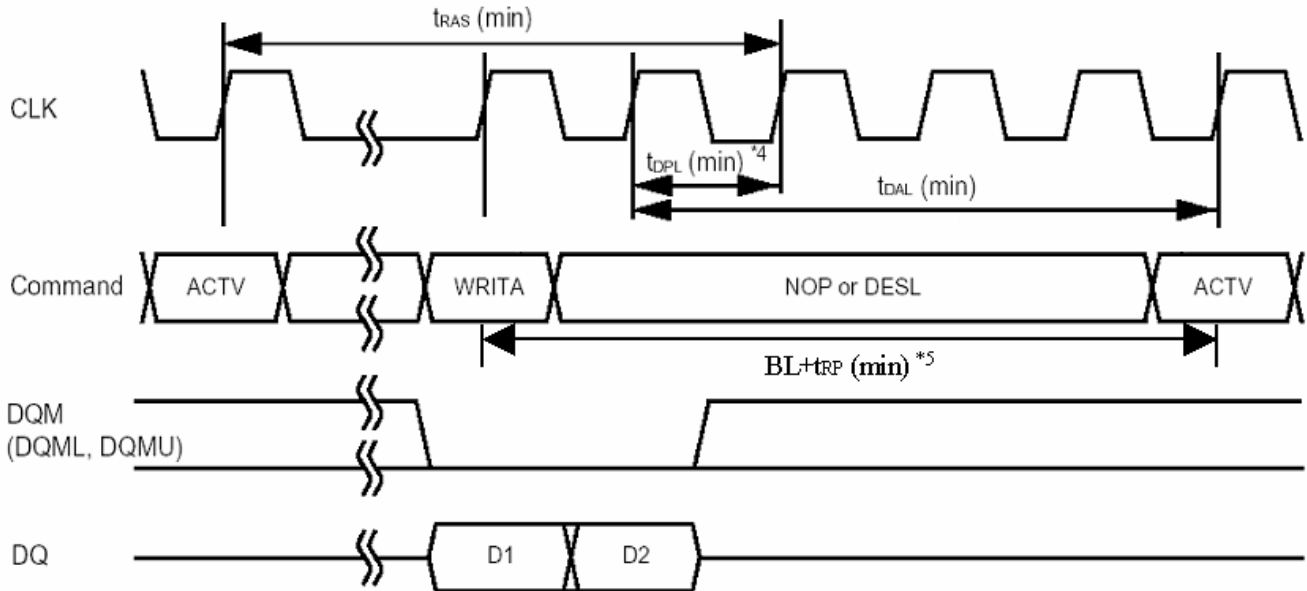 tRAS (min)
CLK
tDPL (min) *4
tDAL (min)
Command
ACTV
WRITA
NOP or DESL
ACTV
BL+tRP (min) *5
DQM
(DQML, DQMU)
DQ
D1
D2